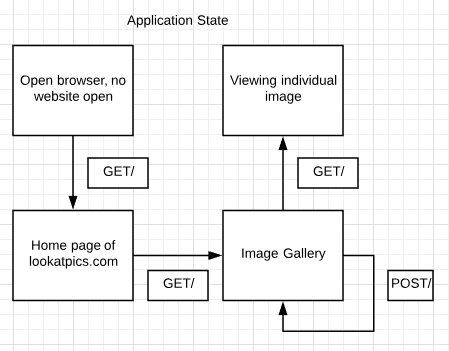 Application State
Open browser, no
website open
Viewing individual
image
GET/
GET/
Home page of
lookatpics.com
Image Gallery
GET/
POST/